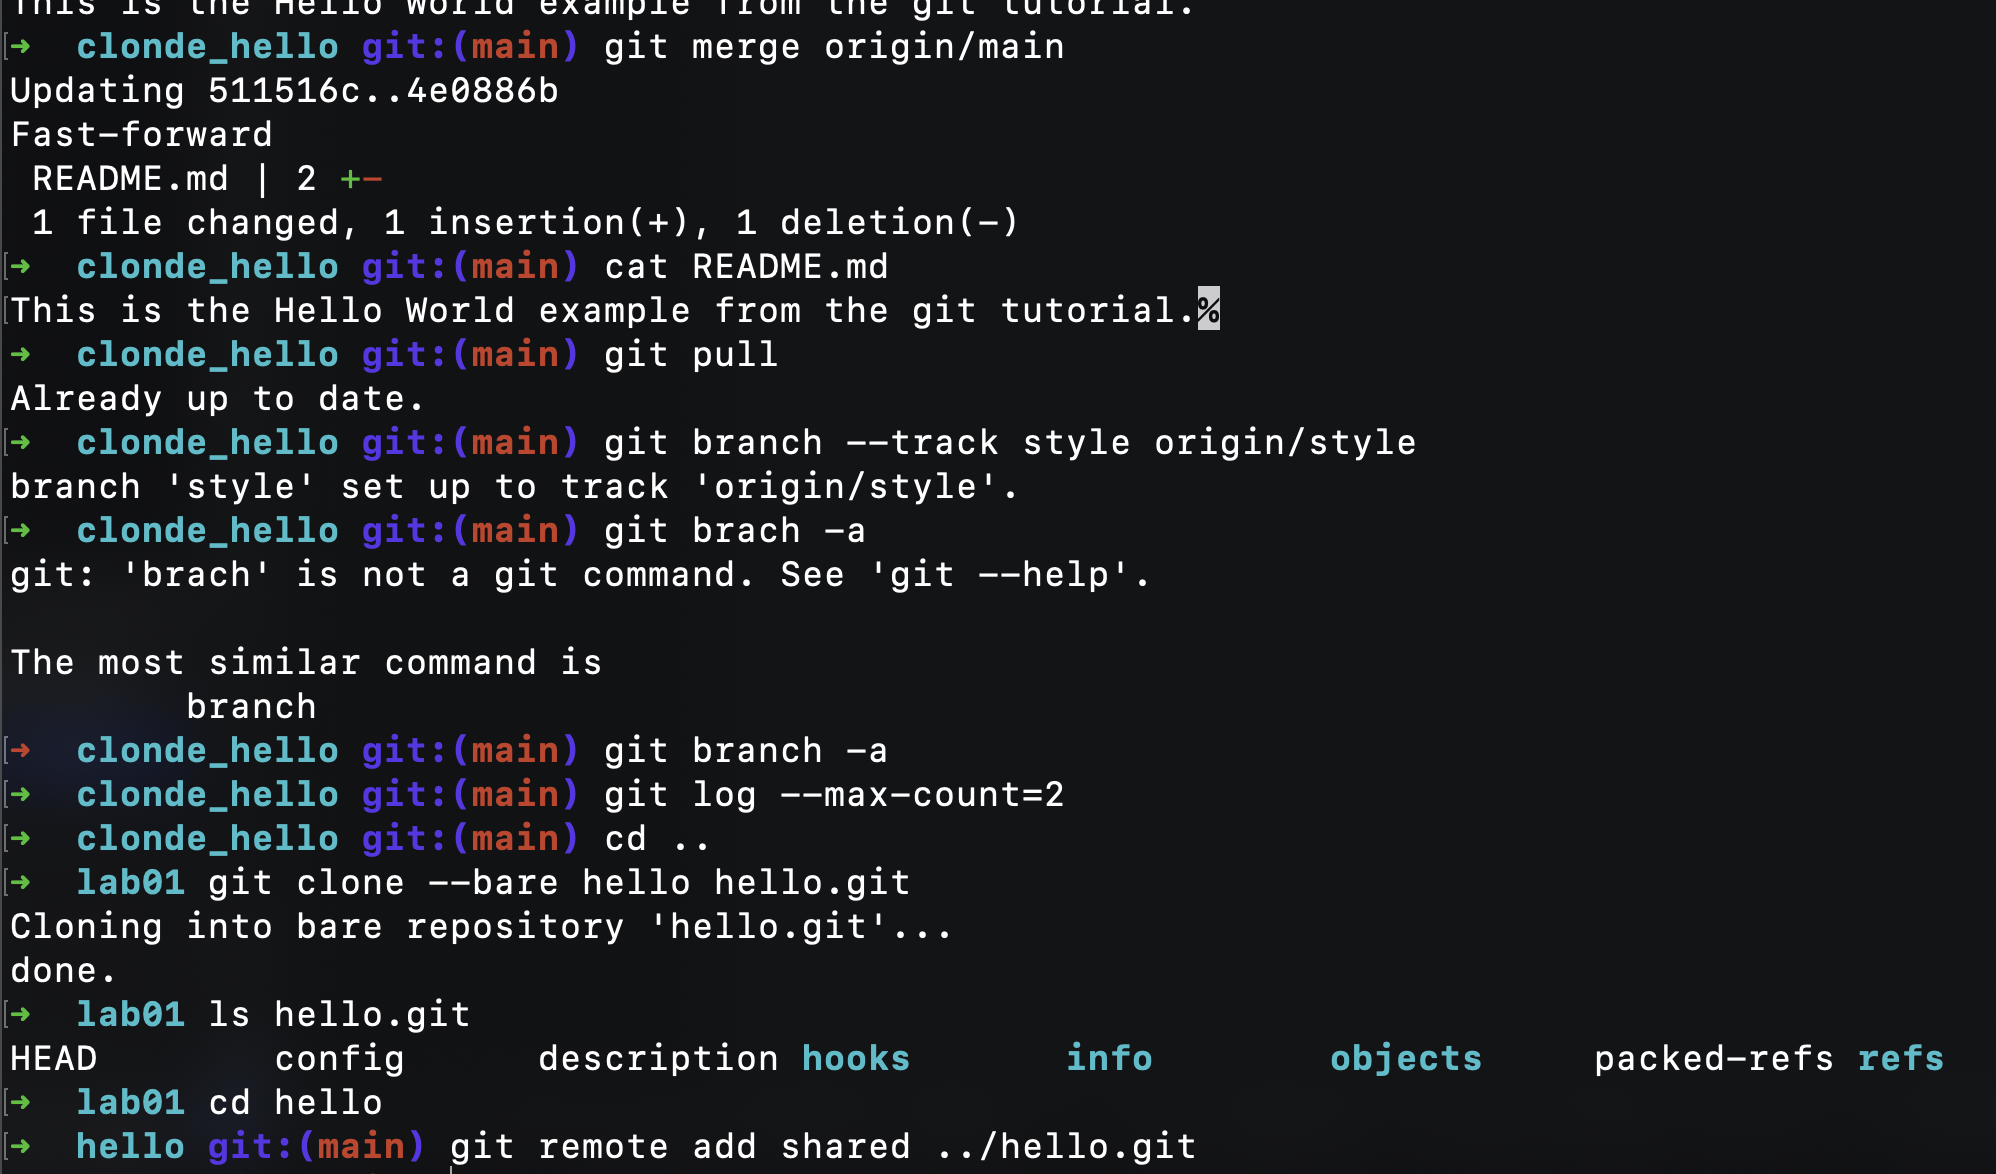 This is the Hello World example from the git tutorial.
➜  clonde_hello git:(main) git merge origin/main
Updating 511516c..4e0886b
Fast-forward
 README.md | 2 +-
 1 file changed, 1 insertion(+), 1 deletion(-)
➜  clonde_hello git:(main) cat README.md
This is the Hello World example from the git tutorial.%
➜  clonde_hello git:(main) git pull
Already up to date.
➜  clonde_hello git:(main) git branch --track style origin/style
branch 'style' set up to track 'origin/style'.
➜  clonde_hello git:(main) git brach -a
git: 'brach' is not a git command. See 'git --help'.

The most similar command is
        branch
➜  clonde_hello git:(main) git branch -a
➜  clonde_hello git:(main) git log --max-count=2
➜  clonde_hello git:(main) cd ..
➜  lab01 git clone --bare hello hello.git
Cloning into bare repository 'hello.git'...
done.
➜  lab01 ls hello.git
HEAD        config      description hooks       info        objects     packed-refs refs
➜  lab01 cd hello
➜  hello git:(main) git remote add shared ../hello.git